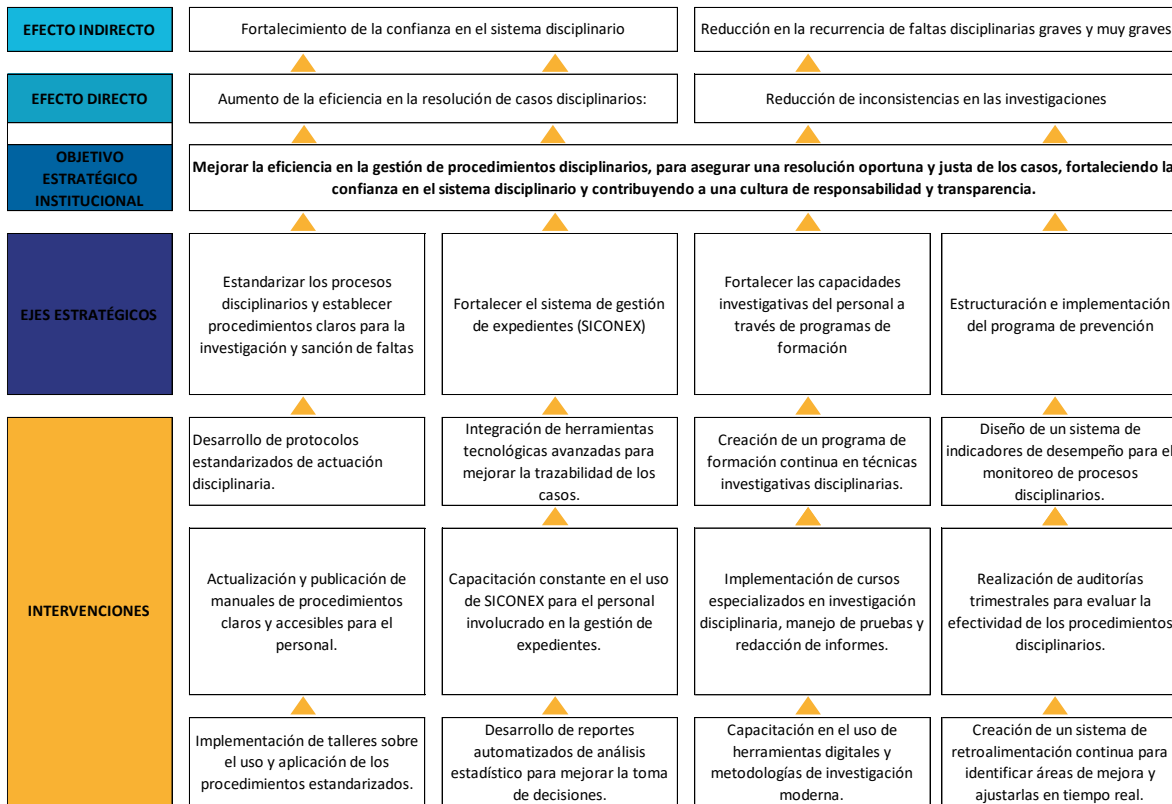 EFECTO INDIRECTO
Fortalecimiento de la confianza en el sistema disciplinario
Reducción en la recurrencia de faltas disciplinarias graves y muy graves
EFECTO DIRECTO
Aumento de la eficiencia en la resolución de casos disciplinarios:
Reducción de inconsistencias en las investigaciones
OBJETIVO
ESTRATÉGICO
INSTITUCIONAL
Mejorar la eficiencia en la gestión de procedimientos disciplinarios, para asegurar una resolución oportuna y justa de los casos, fortaleciendo la
confianza en el sistema disciplinario y contribuyendo a una cultura de responsabilidad y transparencia.
EJES ESTRATÉGICOS
Estandarizar los procesos
disciplinarios y establecer
procedimientos claros para la
investigación y sanción de faltas
Fortalecer el sistema de gestión
de expedientes (SICONEX)
Fortalecer las capacidades
investigativas del personal a
través de programas de
formación
Estructuración e implementación
del programa de prevención
INTERVENCIONES
Desarrollo de protocolos
estandarizados de actuación
disciplinaria.
Integración de herramientas
tecnológicas avanzadas para
mejorar la trazabilidad de los
casos.
Creación de un programa de
formación continua en técnicas
investigativas disciplinarias.
Diseño de un sistema de
indicadores de desempeño para el
monitoreo de procesos
disciplinarios.
Actualización y publicación de
manuales de procedimientos
claros y accesibles para el
personal.
Capacitación constante en el uso
de SICONEX para el personal
involucrado en la gestión de
expedientes.
Implementación de cursos
especializados en investigación
disciplinaria, manejo de pruebas y
redacción de informes.
Realización de auditorías
trimestrales para evaluar la
efectividad de los procedimientos
disciplinarios.
Implementación de talleres sobre
el uso y aplicación de los
procedimientos estandarizados.
Desarrollo de reportes
automatizados de análisis
estadístico para mejorar la toma
de decisiones.
Capacitación en el uso de
herramientas digitales y
metodologías de investigación
moderna.
Creación de un sistema de
retroalimentación continua para
identificar áreas de mejora y
ajustarlas en tiempo real.